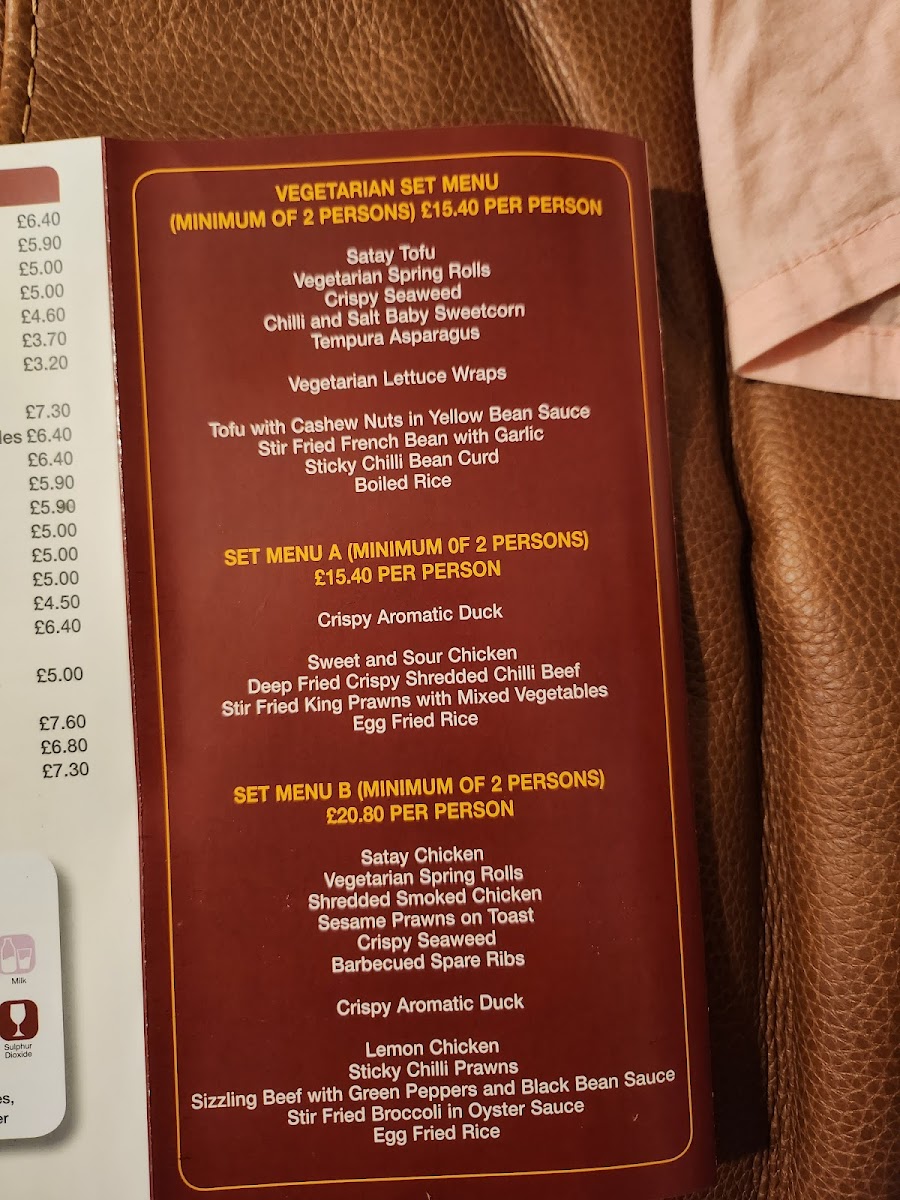 £6.40
£5.90
£5.00
£5.00
£4.60
£3.70
£3.20
£7.30
les £6.40
£6.40
£5.90
£5.90
£5.00
£5.00
£5.00
£4.50
£6.40
£5.00
£7.60
£6.80
£7.30
Milk
Sulphur
Dioxide
es,
er
VEGETARIAN SET MENU
(MINIMUM OF 2 PERSONS) £15.40 PER PERSON
Satay Tofu
Vegetarian Spring Rolls
Crispy Seaweed
Chilli and Salt Baby Sweetcorn
Tempura Asparagus
Vegetarian Lettuce Wraps
Tofu with Cashew Nuts in Yellow Bean Sauce
Stir Fried French Bean with Garlic
Sticky Chilli Bean Curd
Boiled Rice
SET MENU A (MINIMUM 0F 2 PERSONS)
£15.40 PER PERSON
Crispy Aromatic Duck
Sweet and Sour Chicken
Deep Fried Crispy Shredded Chilli Beef
Stir Fried King Prawns with Mixed Vegetables
Egg Fried Rice
SET MENU B (MINIMUM OF 2 PERSONS)
£20.80 PER PERSON
Satay Chicken
Vegetarian Spring Rolls
Shredded Smoked Chicken
Sesame Prawns on Toast
Crispy Seaweed
Barbecued Spare Ribs
Crispy Aromatic Duck
Lemon Chicken
Sticky Chilli Prawns
Sizzling Beef with Green Peppers and Black Bean Sauce
Stir Fried Broccoli in Oyster Sauce
Egg Fried Rice